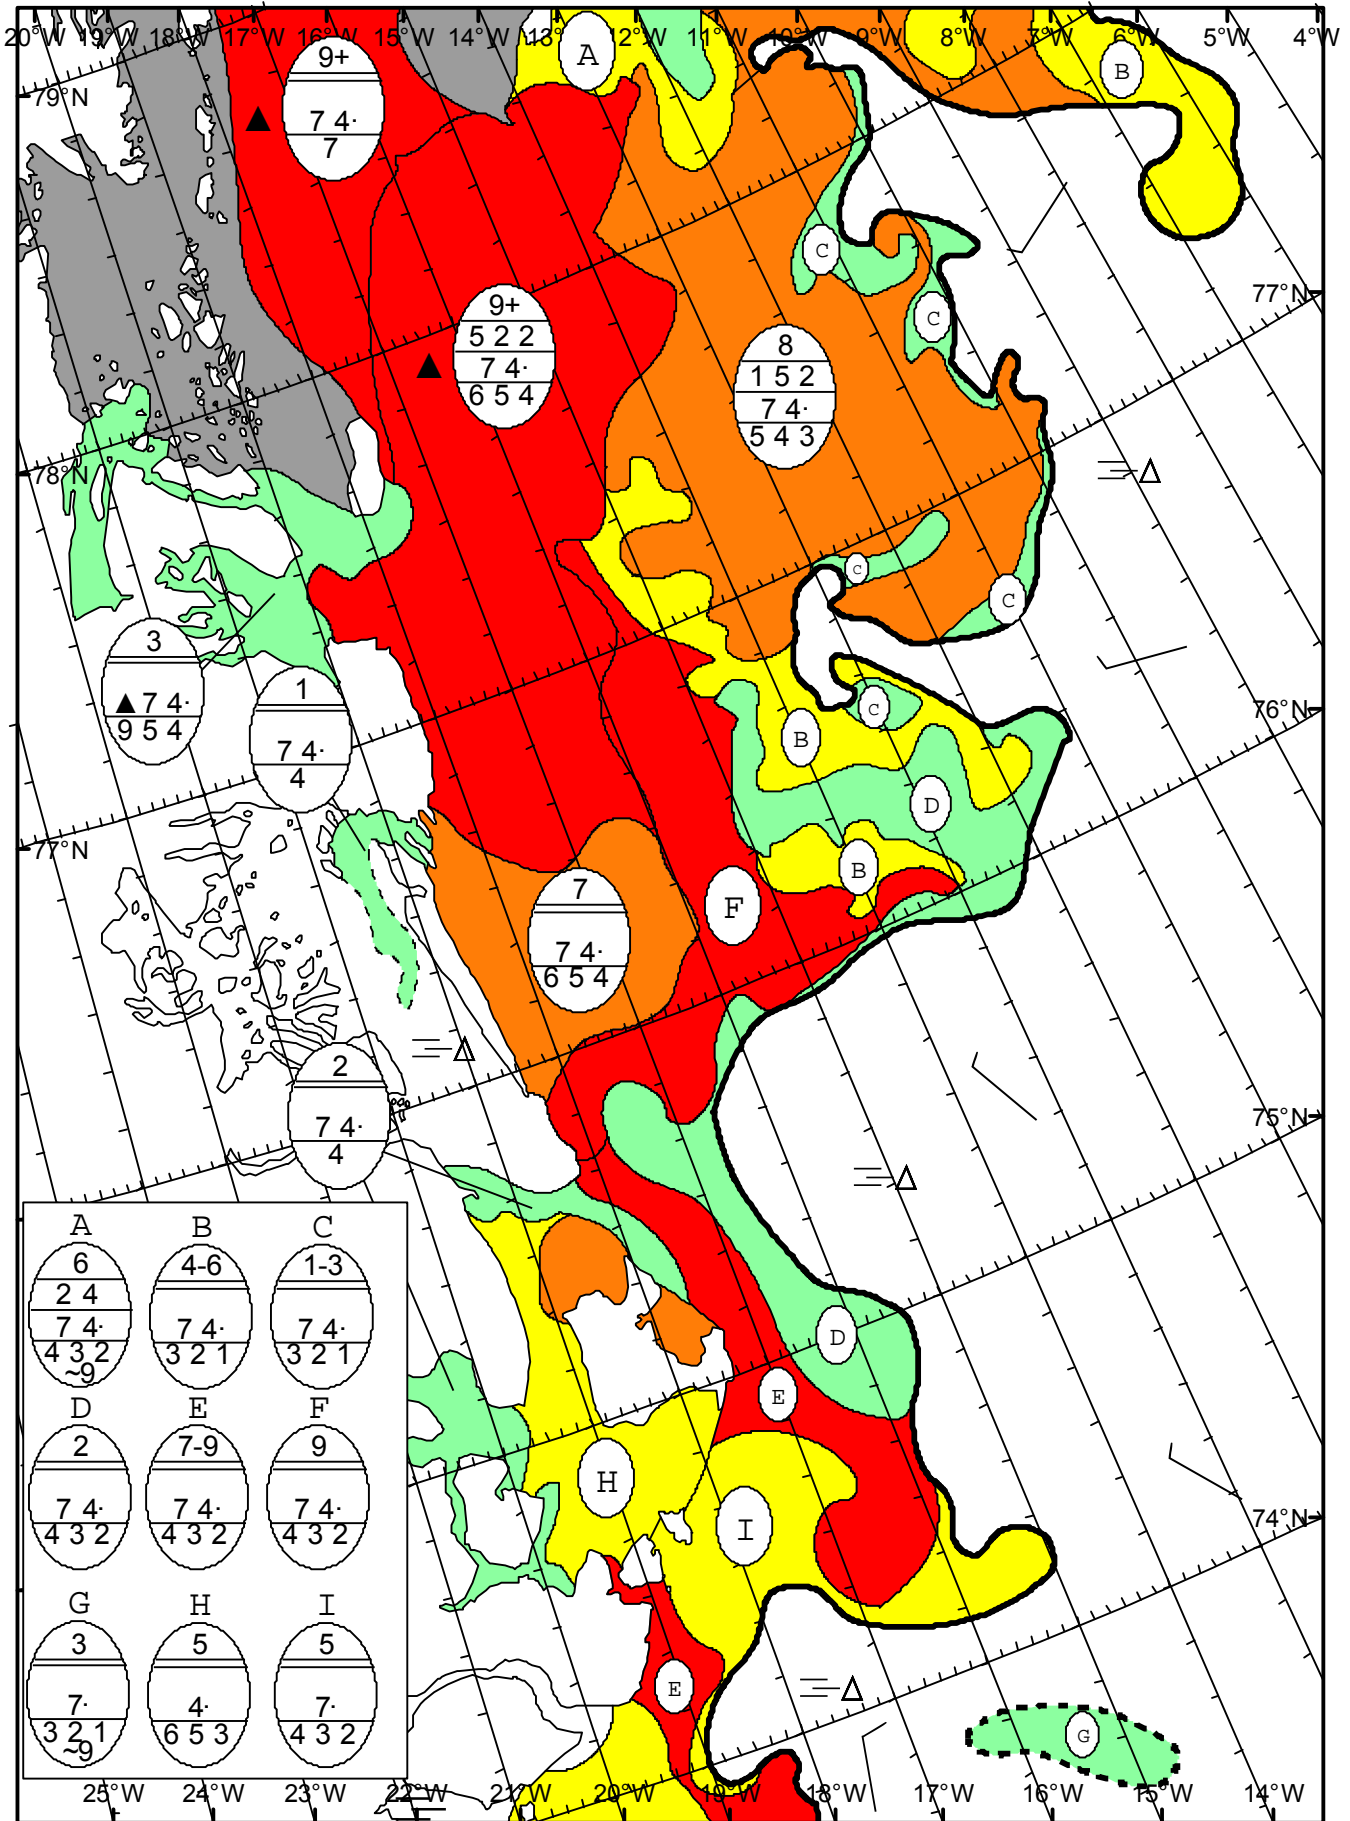 20°W 19°W 18°W 17°W 16°W 15°W 14°W 13°W 12°W 11°W 10°W 9°W 8°W 7°W 6°W 5°W 4°W
79°N
A
B
9+
7 4·
7
C
77°N
C
9+
5 2 2
7 4·
6 5 4
8
1 5 2
7 4·
5 4 3
78°N
C
C
3
▲ 7 4·
9 5 4
1
7 4·
4
C
76°N
B
D
77°N
B
7
7 4·
6 5 4
F
2
7 4·
4
75°N
D
E
H
I
74°N
E
G
A B C
6
2 4
7 4·
4 3 2
~9
4-6
7 4·
3 2 1
1-3
7 4·
3 2 1
D E F
2
7 4·
4 3 2
7-9
7 4·
4 3 2
9
7 4·
4 3 2
G H I
3
7·
3 2 1
~9
5
4·
6 5 3
5
7·
4 3 2
25°W 24°W 23°W 22°W 21°W 20°W 19°W 18°W 17°W 16°W 15°W 14°W